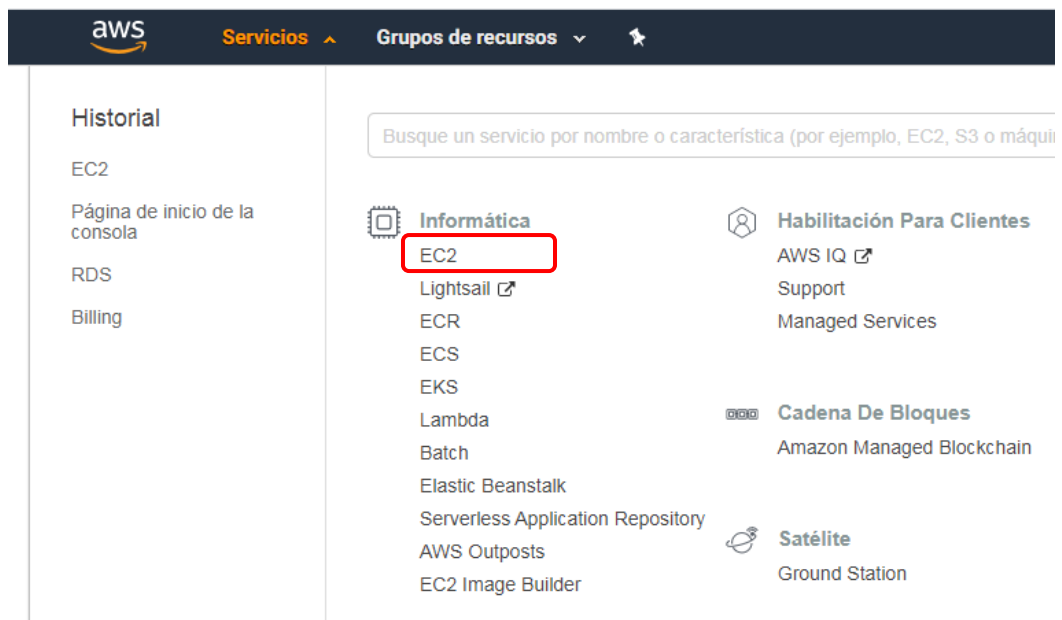 aws
Servicios
Grupos de recursos
Historial
EC2
Página de inicio de la
consola
RDS
Billing
Busque un servicio por nombre o característica (por ejemplo, EC2, S3 o
Informática
EC2
Lightsail
ECR
ECS
EKS
Lambda
Batch
Elastic Beanstalk
Serverless Application Repository
AWS Outposts
EC2 Image Builder
Habilitación Para Clientes
AWS IQ
Support
Managed Services
Cadena De Bloques
Amazon Managed Blockchain
Satélite
Ground Station